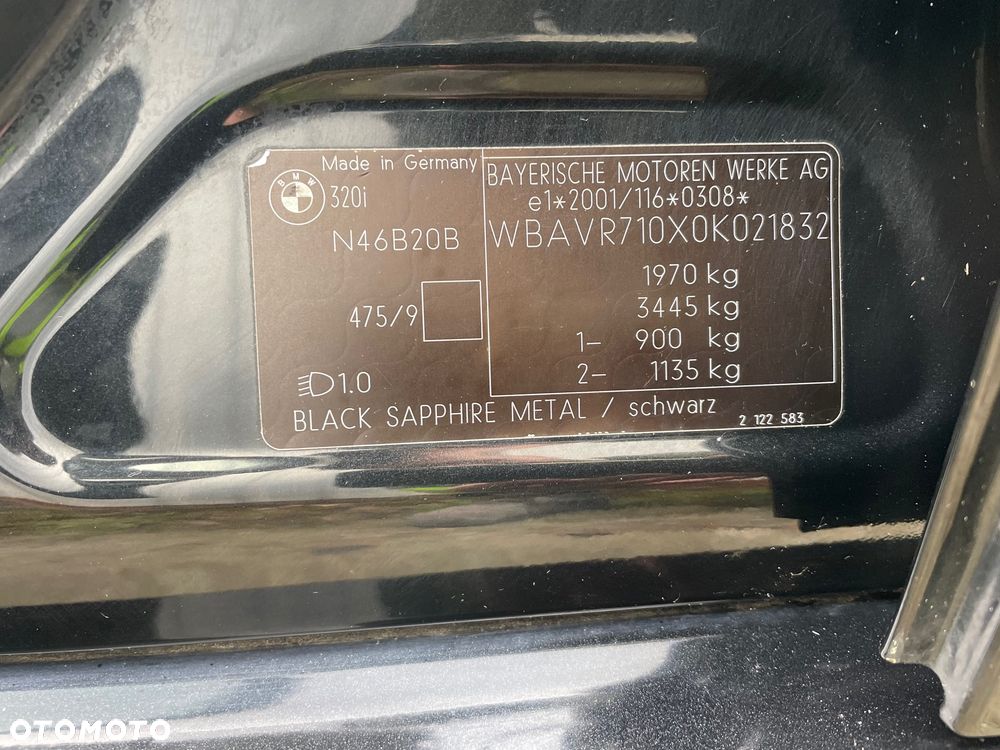 Made in Germany
BMW
320i
N46B20B
475/9
1.0
BAYERISCHE MOTOREN WERKE AG
e1*2001/116*0308*
WBAVR710X0K021832
1970 kg
3445 kg
1- 900 kg
2- 1135 kg
BLACK SAPPHIRE METAL / schwarz
2 122 583
OTOMOTO